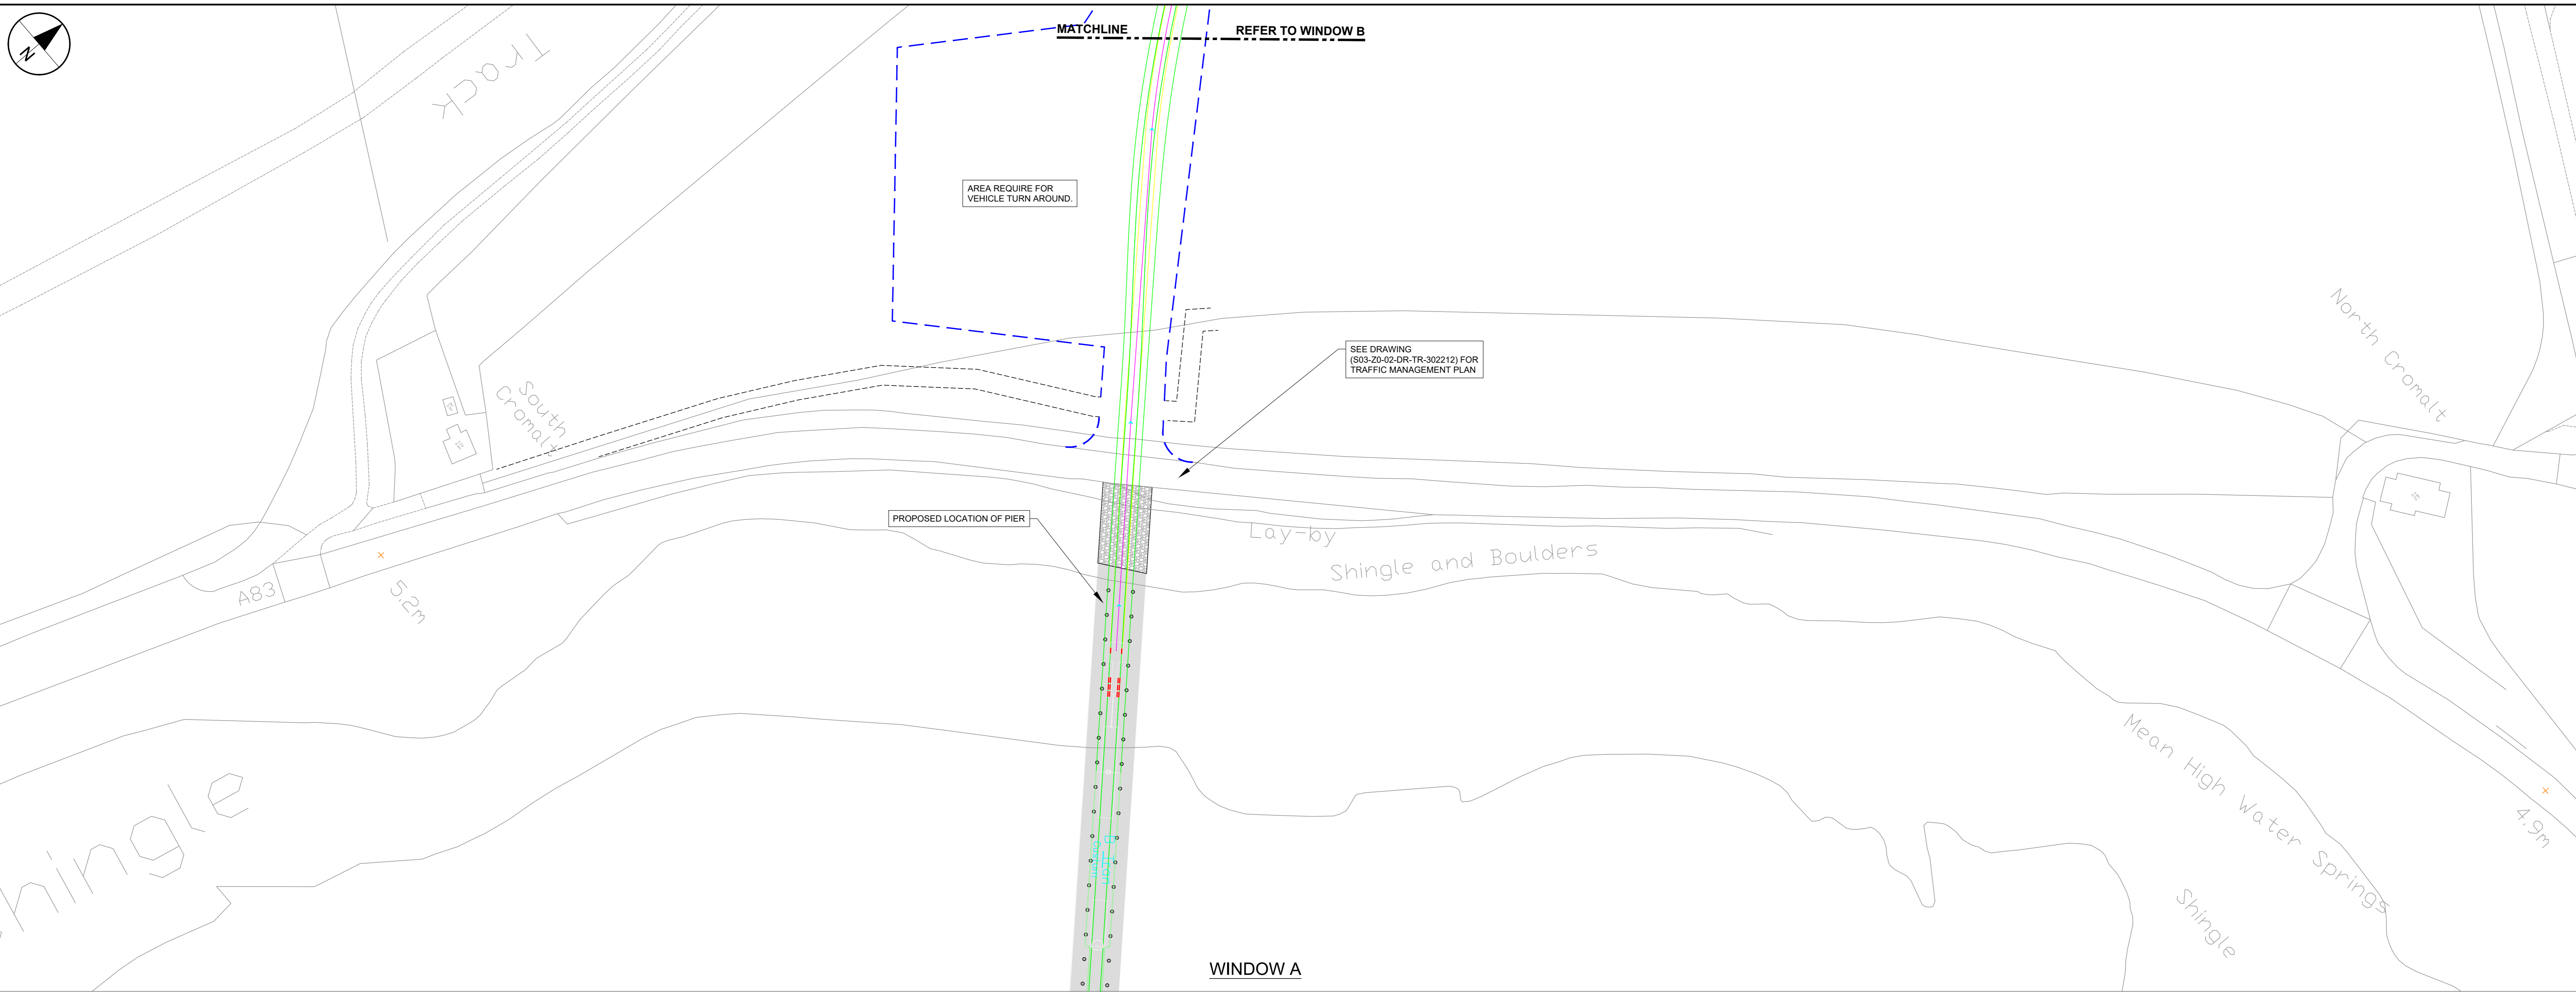 N
Track
MATCHLINE
REFER TO WINDOW B
AREA REQUIRE FOR
VEHICLE TURN AROUND.
SEE DRAWING
(S03-Z0-02-DR-TR-302212) FOR
TRAFFIC MANAGEMENT PLAN
North Cromalt
South
Cromalt
PROPOSED LOCATION OF PIER
Lay-by
Shingle and Boulders
A83
5.2m
Mean High Water Springs
4.9m
hingle
Shingle
WINDOW A